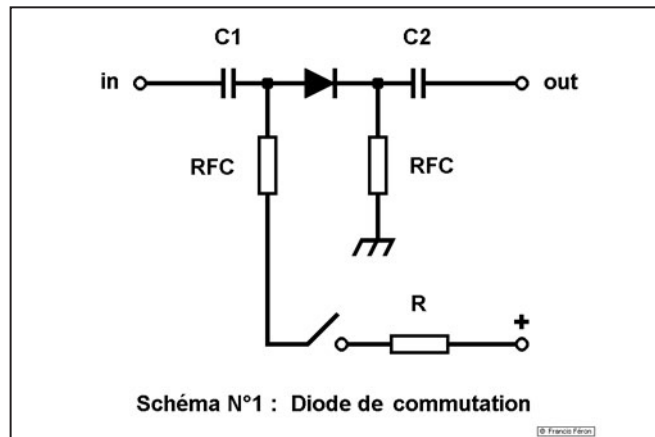 C1
C2
in
out
RFC
RFC
R
+
Schéma N°1 : Diode de commutation
© Francis Féron